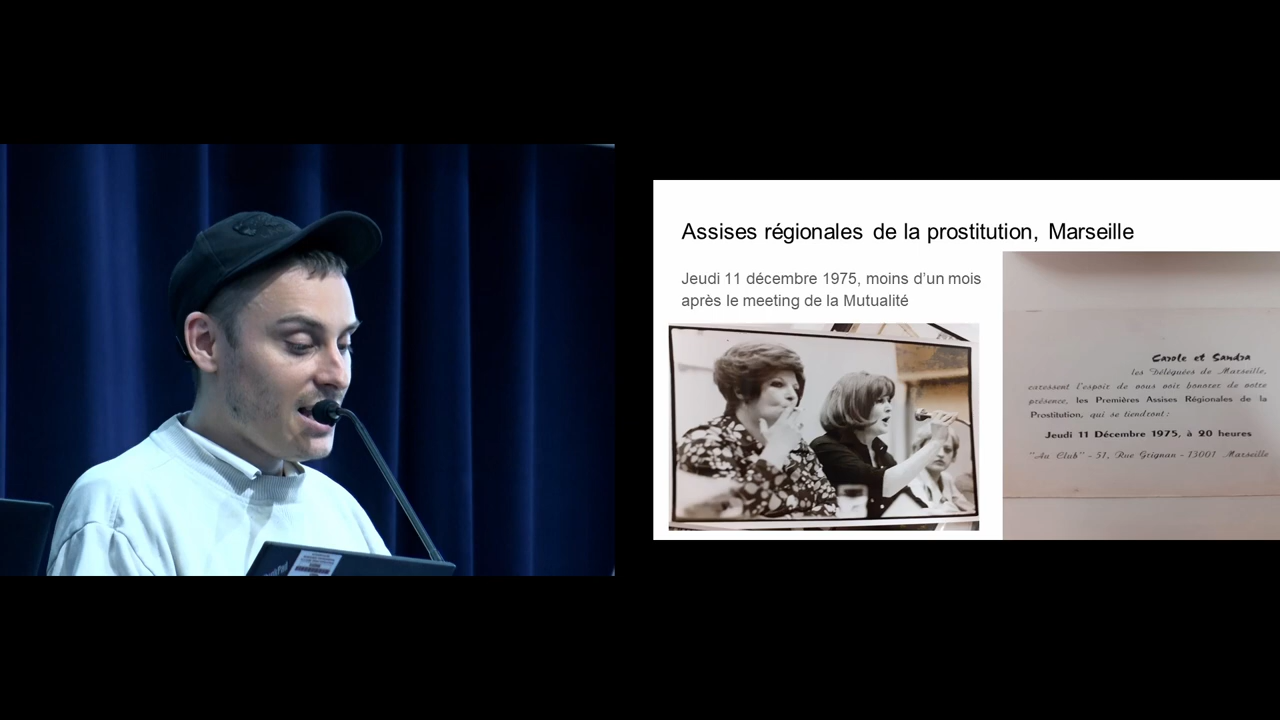 Assises régionales de la prostitution, Marseille
Jeudi 11 décembre 1975, moins d'un mois
après le meeting de la Mutualité
Carole et Sandra
les Déléguées de Marseille,
caressent l'espoir de vous voir honorer de votre
présence, les Premières Assises Régionales de la
Prostitution, qui se tiendront :
Jeudi 11 Décembre 1975, à 20 heures
"Au Club" - 51, Rue Grignan - 13001 Marseille
ThinkPad